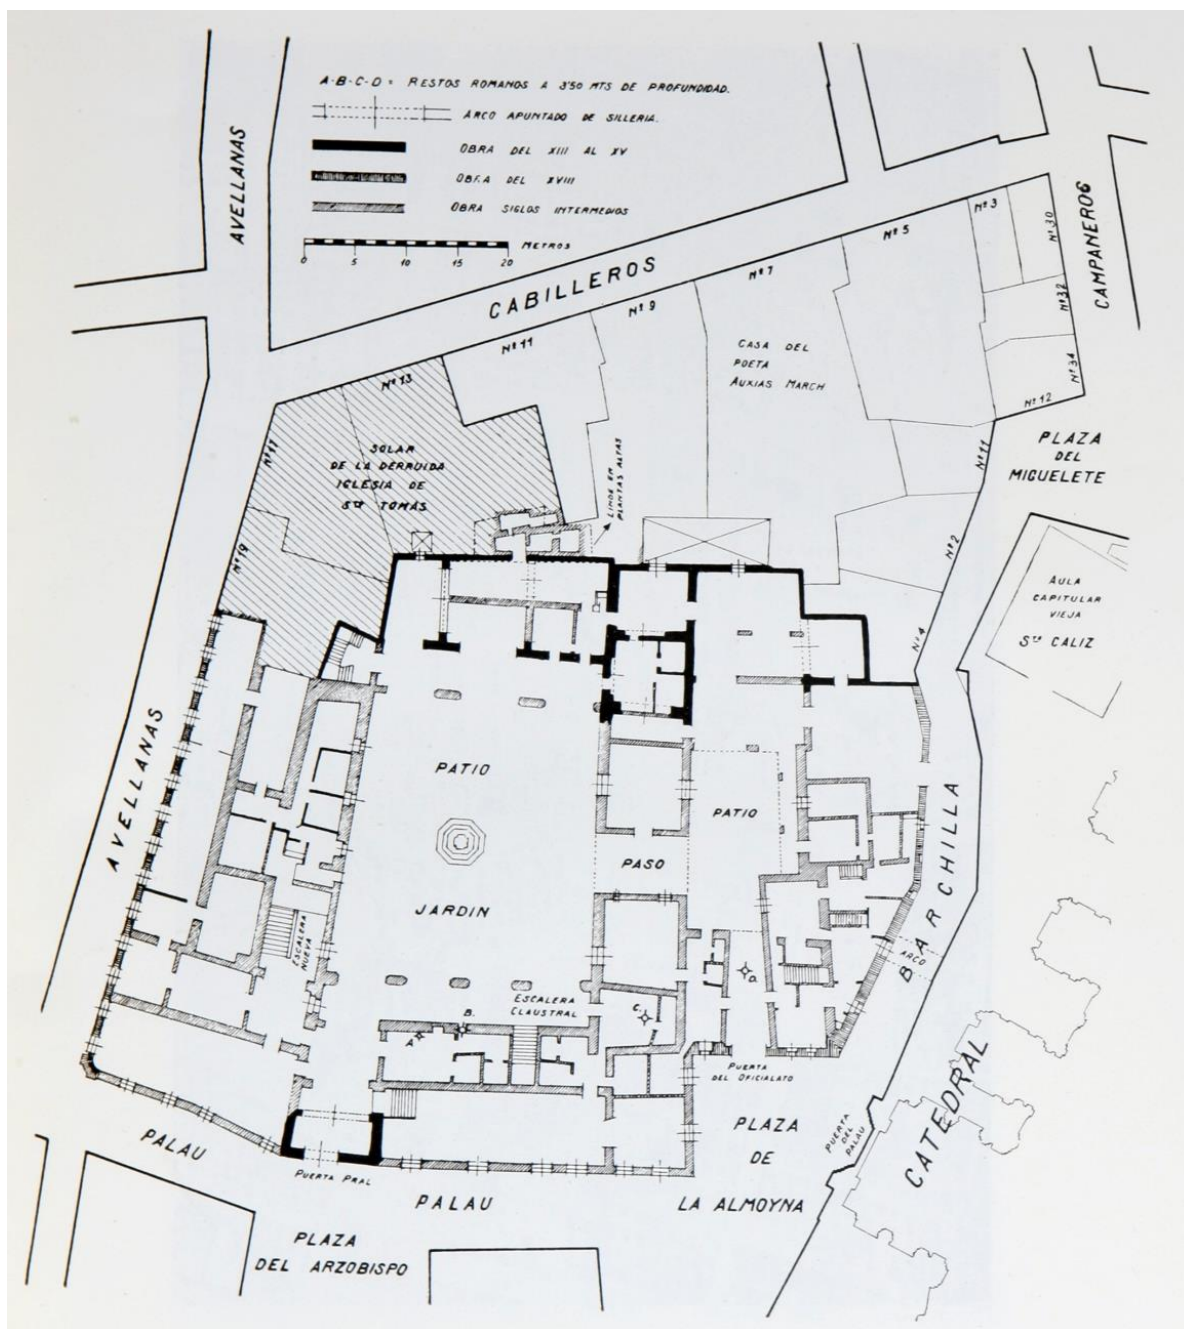 A-B-C-D = RESTOS ROMANOS A 3'50 MTS DE PROFUNDIDAD.
ARCO APUNTADO DE SILLERIA.
OBRA DEL XIII AL XV
OBRA DEL XVIII
OBRA SIGLOS INTERMEDIOS
METROS
0 5 10 15 20
AVELLANAS
CABILLEROS
CAMPANEROS
Nº 3
Nº 5
Nº 7
Nº 9
Nº 11
Nº 13
Nº 30
Nº 32
Nº 34
Nº 12
Nº 11
Nº 2
Nº 4
Nº 17
Nº 19
CASA DEL
POETA
AUXIAS MARCH
SOLAR
DE LA DERRUIDA
IGLESIA DE
Sto TOMÁS
LINDE EN
PLANTAS ALTAS
PLAZA
DEL
MIGUELETE
AULA
CAPITULAR
VIEJA
Sto CALIZ
AVELLANAS
PATIO
PATIO
PASO
JARDIN
ESCALERA
NUEVA
ESCALERA
CLAUSTRAL
A
B.
C.
D.
BARCHILLA
ARCO
PUERTA
DEL OFICIALATO
PUERTA
DEL
PALAU
CATEDRAL
PLAZA
DE
LA ALMOYNA
PALAU
PUERTA PRAL
PALAU
PLAZA
DEL ARZOBISPO